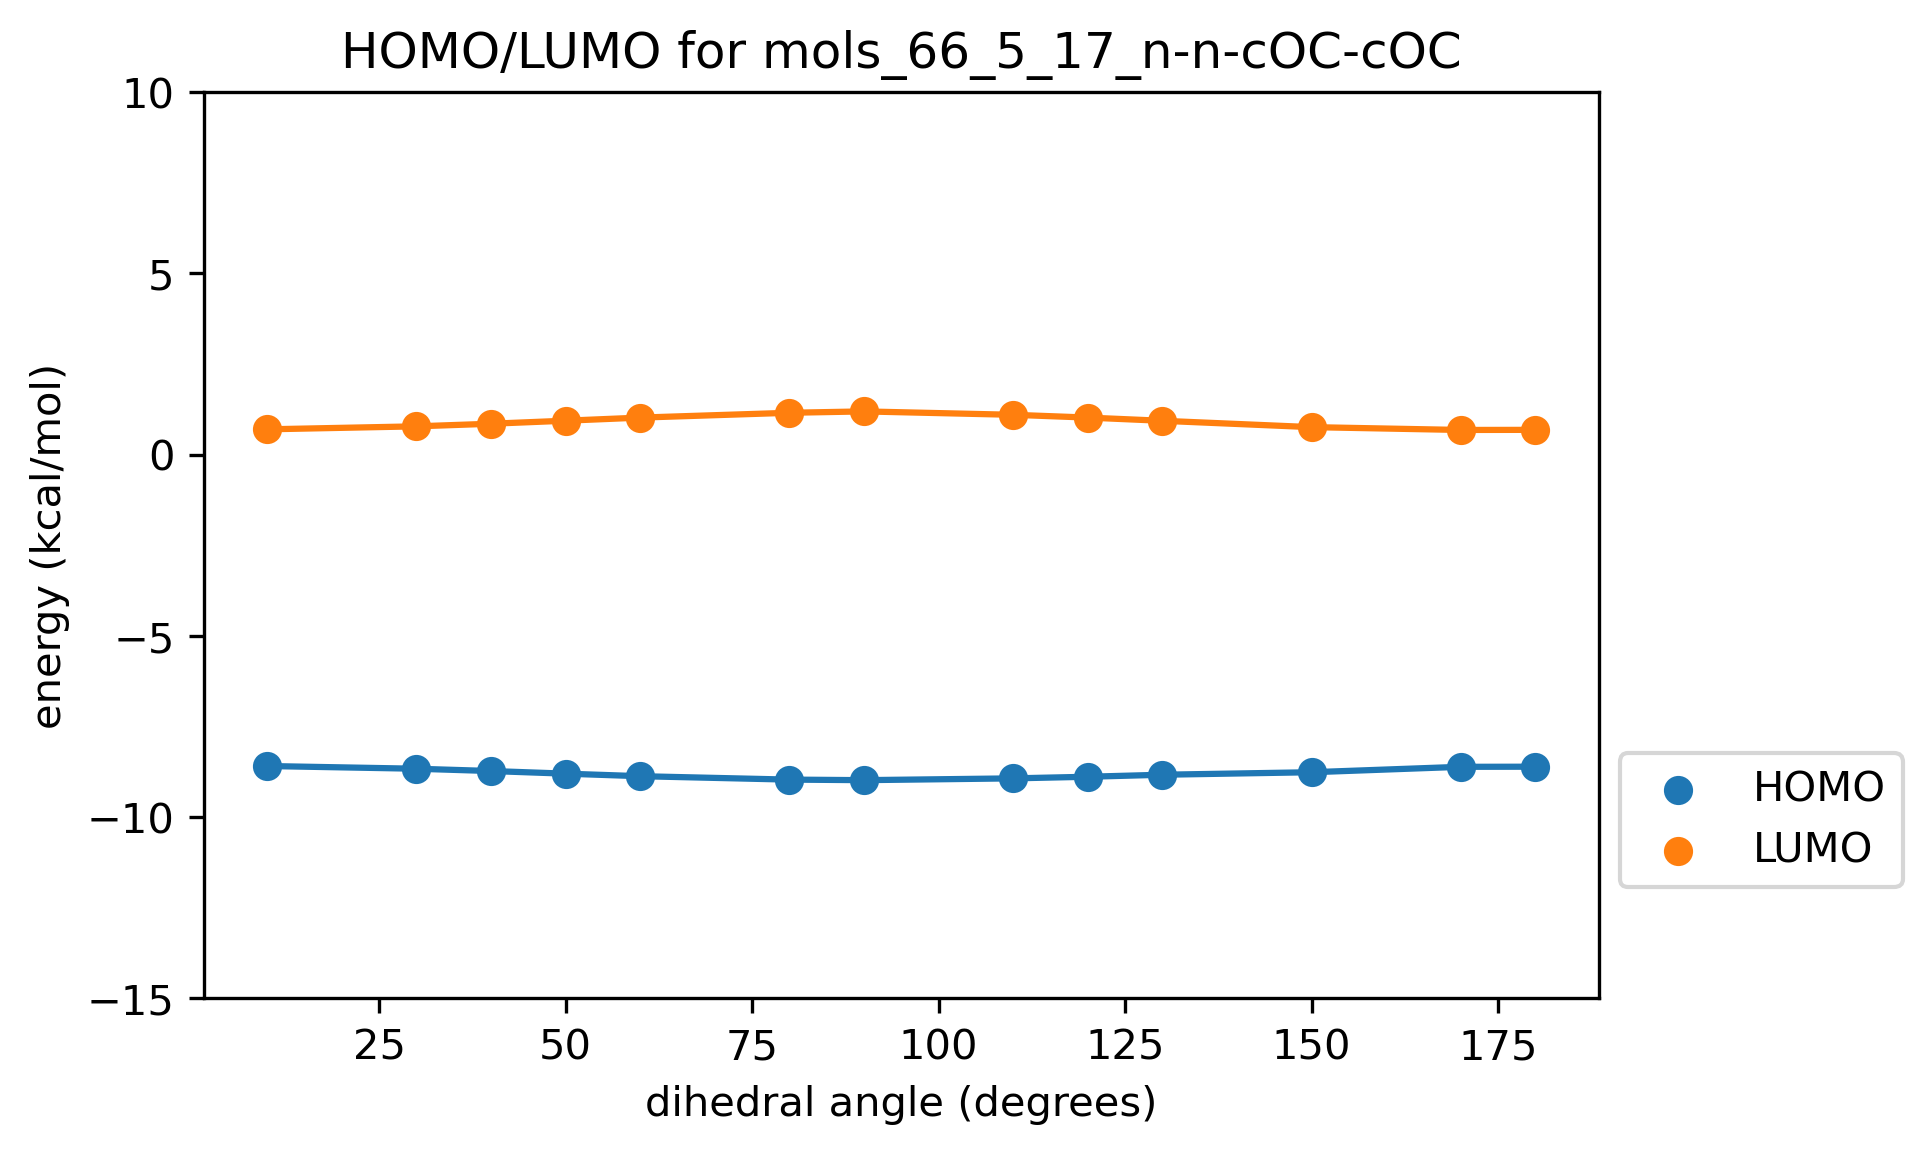 HOMO/LUMO for mols_66_5_17_n-n-cOC-cOC
10
5
0
−5
−10
−15
energy (kcal/mol)
25 50 75 100 125 150 175
dihedral angle (degrees)
HOMO
LUMO